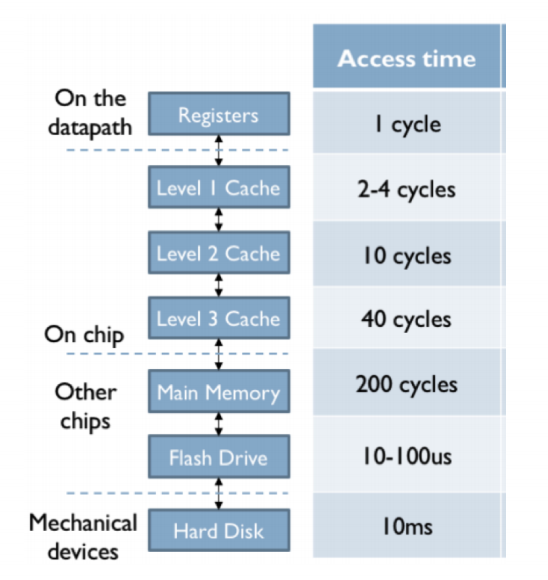 Access time
On the
datapath
Registers
1 cycle
Level 1 Cache
2-4 cycles
Level 2 Cache
10 cycles
Level 3 Cache
40 cycles
On chip
Other
chips
Main Memory
200 cycles
Flash Drive
10-100us
Mechanical
devices
Hard Disk
10ms